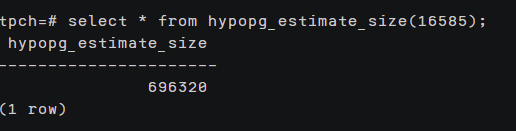 tpch=# select * from hypopg_estimate_size(16585);
hypopg_estimate_size
----------------------
696320
(1 row)